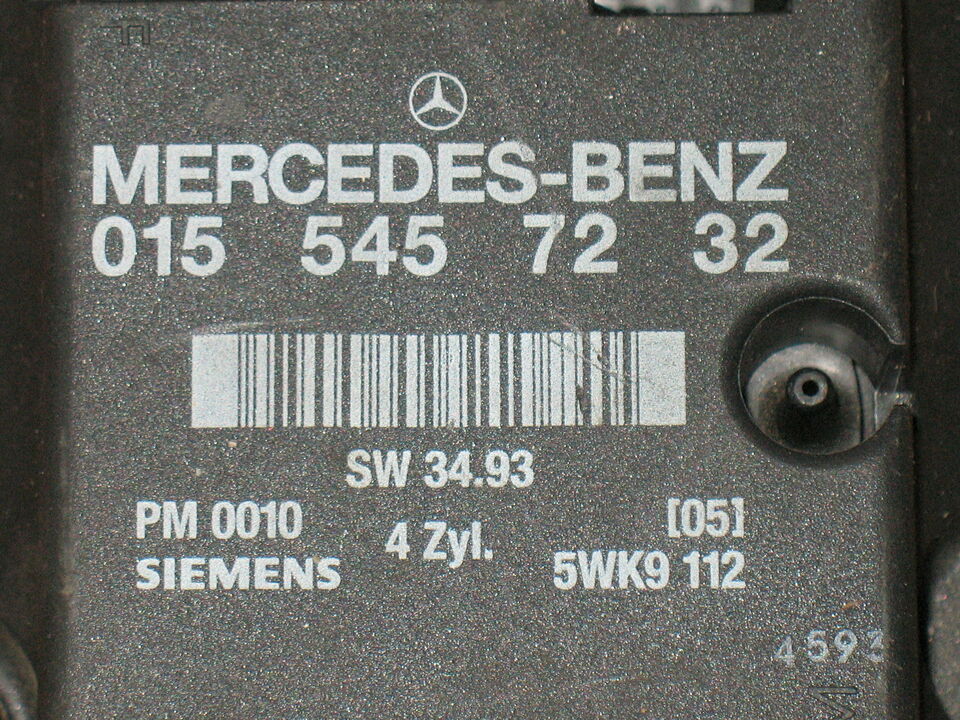 MERCEDES-BENZ
015 545 72 32
SW 34.93
PM 0010
4 Zyl.
[05]
SIEMENS
5WK9 112
4593